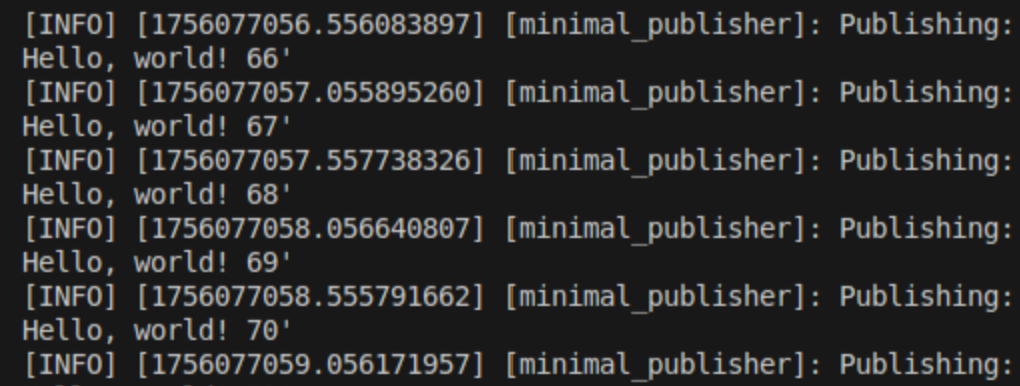 [INFO] [1756077056.556083897] [minimal_publisher]: Publishing:
Hello, world! 66'
[INFO] [1756077057.055895260] [minimal_publisher]: Publishing:
Hello, world! 67'
[INFO] [1756077057.557738326] [minimal_publisher]: Publishing:
Hello, world! 68'
[INFO] [1756077058.056640807] [minimal_publisher]: Publishing:
Hello, world! 69'
[INFO] [1756077058.555791662] [minimal_publisher]: Publishing:
Hello, world! 70'
[INFO] [1756077059.056171957] [minimal_publisher]: Publishing: